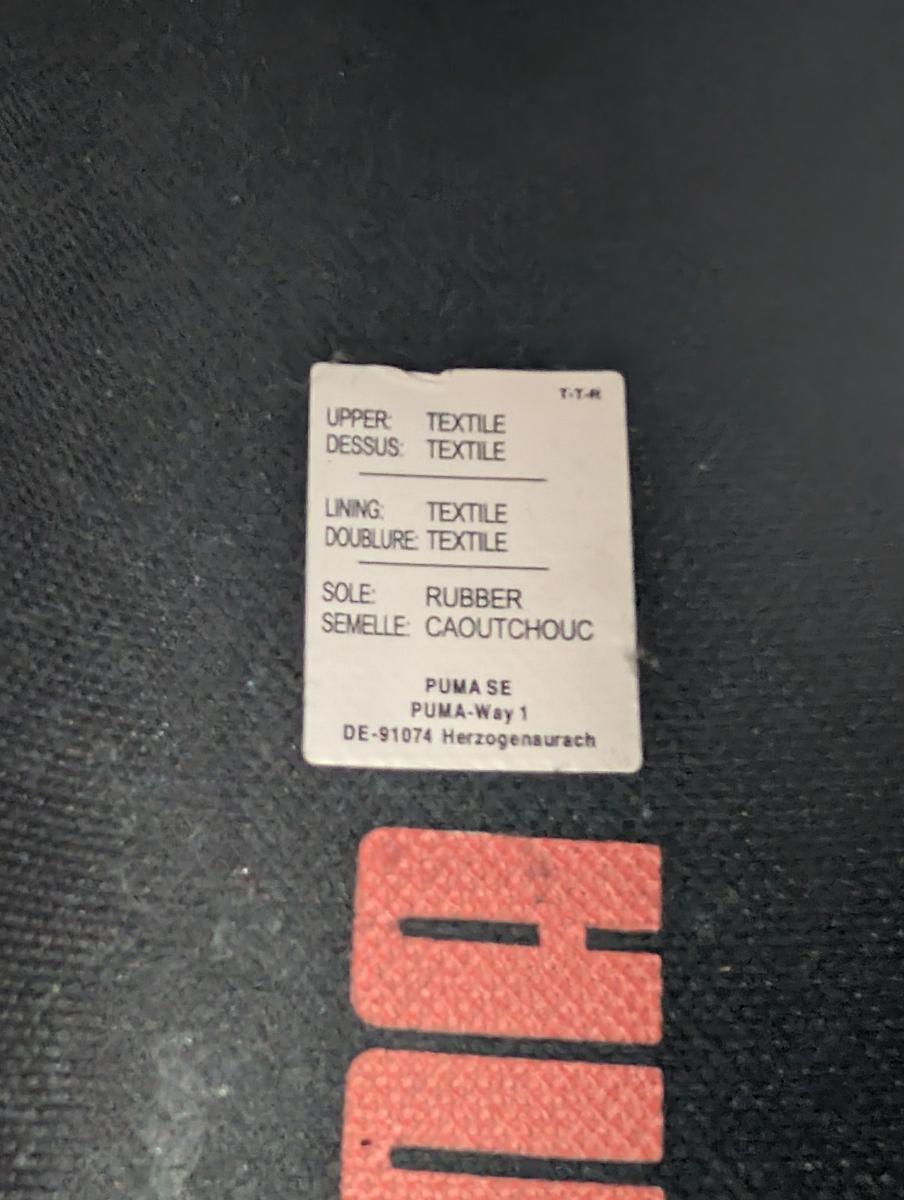 T-T-R
UPPER: TEXTILE
DESSUS: TEXTILE
LINING: TEXTILE
DOUBLURE: TEXTILE
SOLE: RUBBER
SEMELLE: CAOUTCHOUC
PUMA SE
PUMA-Way 1
DE-91074 Herzogenaurach